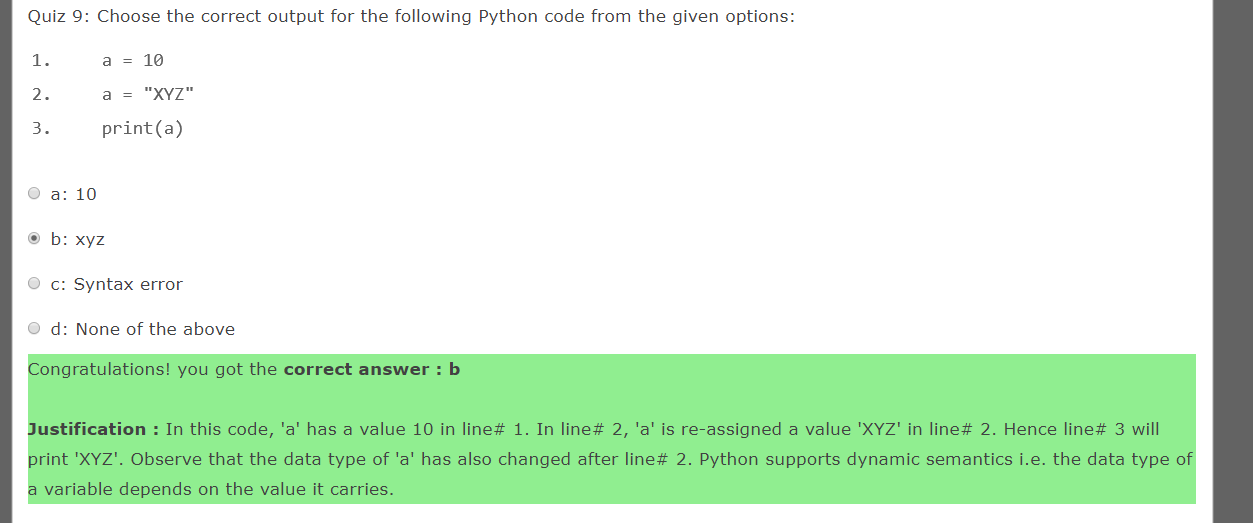 Quiz 9: Choose the correct output for the following Python code from the given options:
1. a = 10
2. a = "XYZ"
3. print(a)
a: 10
b: xyz
c: Syntax error
d: None of the above
Congratulations! you got the correct answer : b
Justification : In this code, 'a' has a value 10 in line# 1. In line# 2, 'a' is re-assigned a value 'XYZ' in line# 2. Hence line# 3 will
print 'XYZ'. Observe that the data type of 'a' has also changed after line# 2. Python supports dynamic semantics i.e. the data type of
a variable depends on the value it carries.